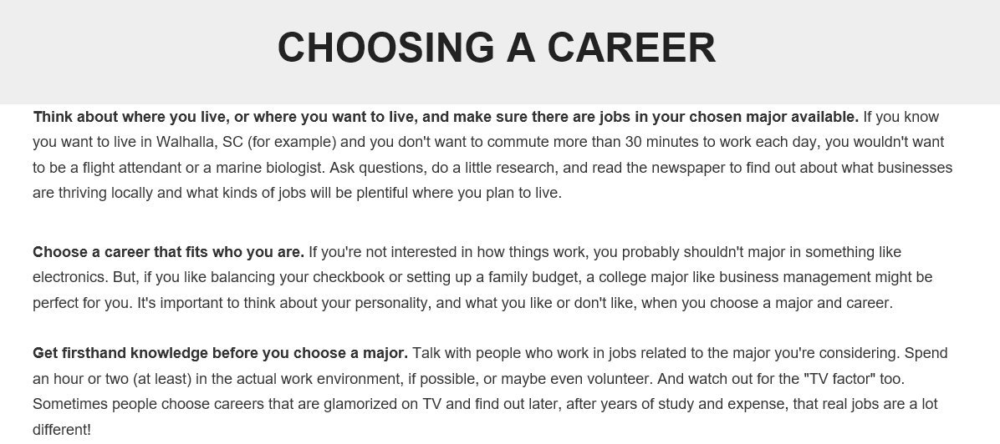 CHOOSING A CAREER
Think about where you live, or where you want to live, and make sure there are jobs in your chosen major available. If you know
you want to live in Walhalla, SC (for example) and you don't want to commute more than 30 minutes to work each day, you wouldn't want
to be a flight attendant or a marine biologist. Ask questions, do a little research, and read the newspaper to find out about what businesses
are thriving locally and what kinds of jobs will be plentiful where you plan to live.
Choose a career that fits who you are. If you're not interested in how things work, you probably shouldn't major in something like
electronics. But, if you like balancing your checkbook or setting up a family budget, a college major like business management might be
perfect for you. It's important to think about your personality, and what you like or don't like, when you choose a major and career.
Get firsthand knowledge before you choose a major. Talk with people who work in jobs related to the major you're considering. Spend
an hour or two (at least) in the actual work environment, if possible, or maybe even volunteer. And watch out for the "TV factor" too.
Sometimes people choose careers that are glamorized on TV and find out later, after years of study and expense, that real jobs are a lot
different!